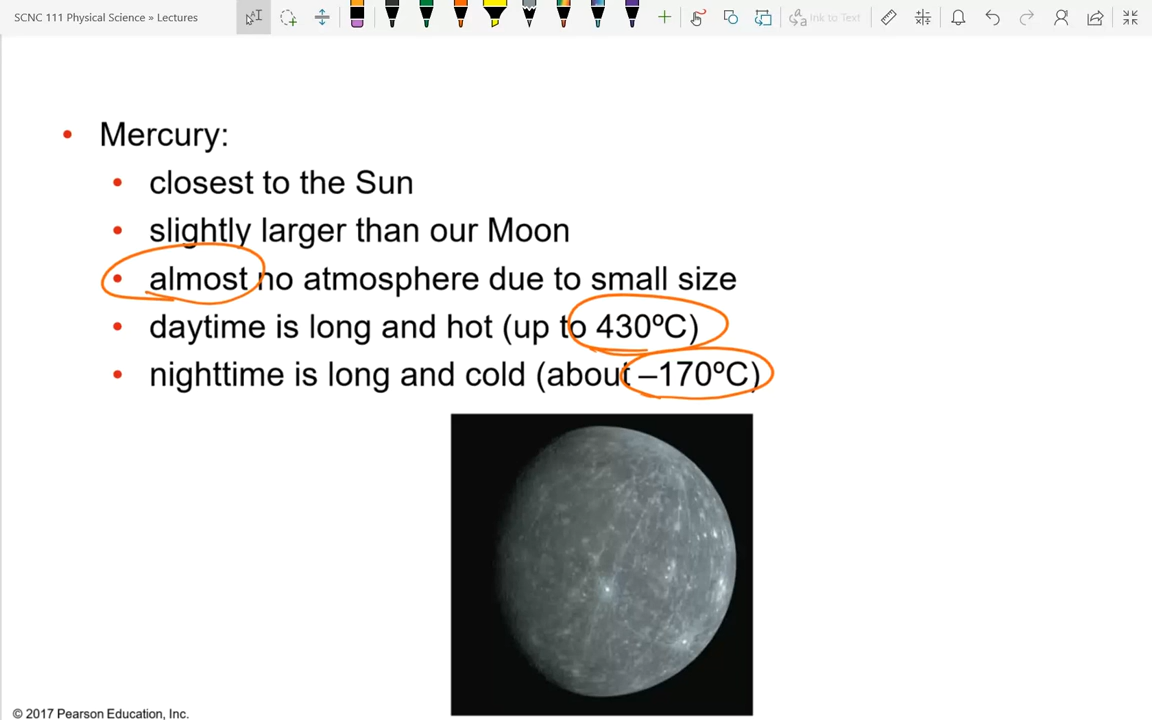 SCNC 111 Physical Science » Lectures
Ink to Text
• Mercury:
• closest to the Sun
• slightly larger than our Moon
• almost no atmosphere due to small size
• daytime is long and hot (up to 430ºC)
• nighttime is long and cold (about –170ºC)
© 2017 Pearson Education, Inc.